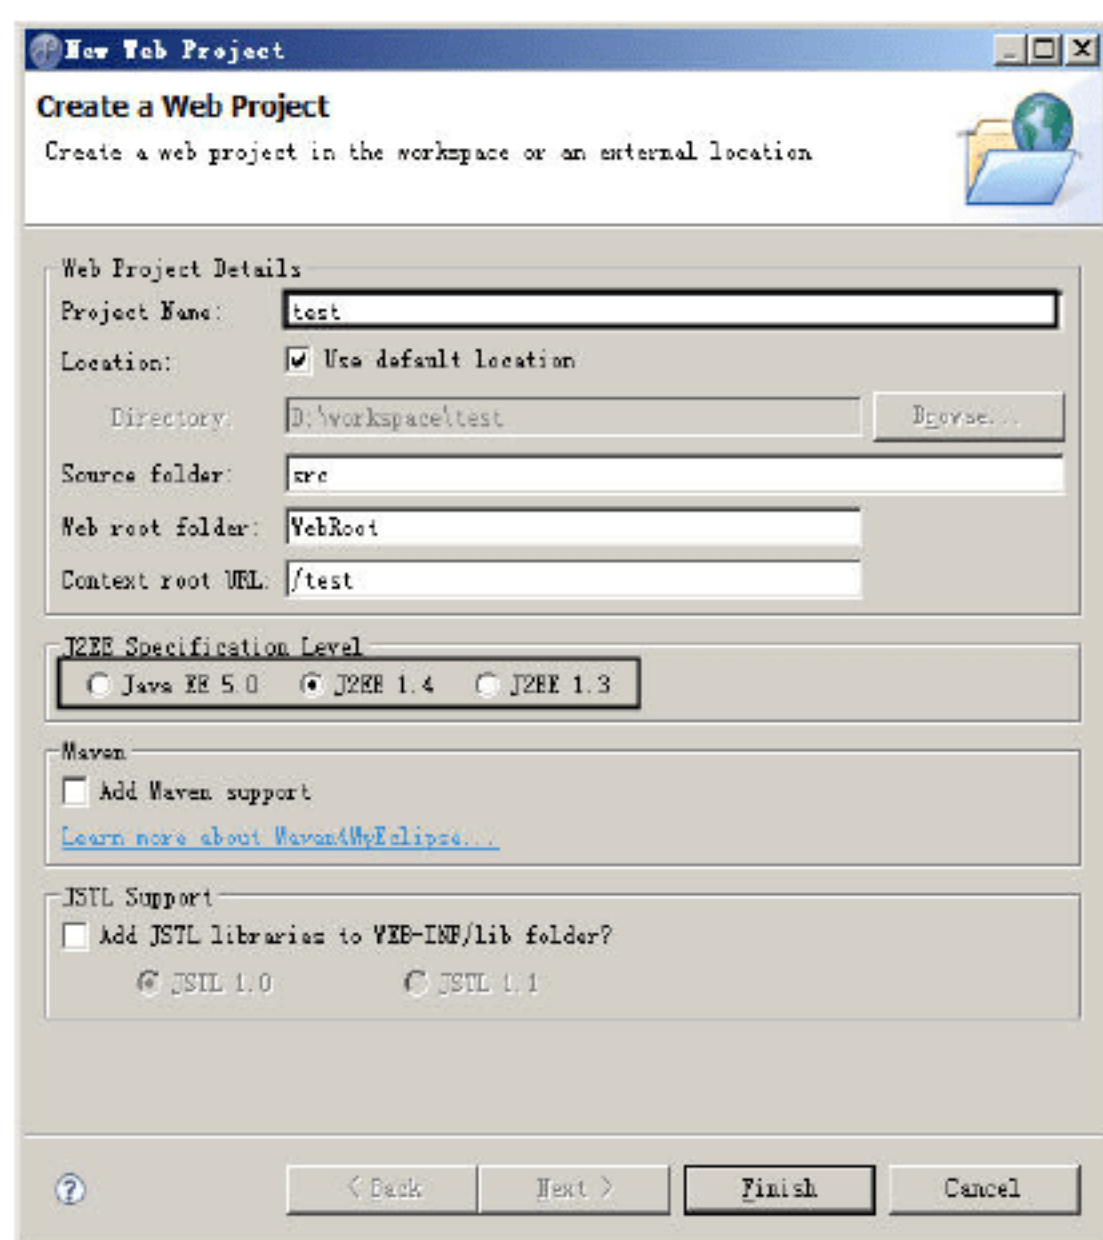 New Web Project
Create a Web Project
Create a web project in the workspace or an external location
Web Project Details
Project Name: test
Location: Use default location
Directory: D:\workspace\test Browse...
Source folder: src
Web root folder: WebRoot
Context root URL: /test
J2EE Specification Level
Java EE 5.0 J2EE 1.4 J2EE 1.3
Maven
Add Maven support
Learn more about Maven4MyEclipse...
JSTL Support
Add JSTL libraries to WEB-INF/lib folder?
JSTL 1.0 JSTL 1.1
? < Back Next > Finish Cancel